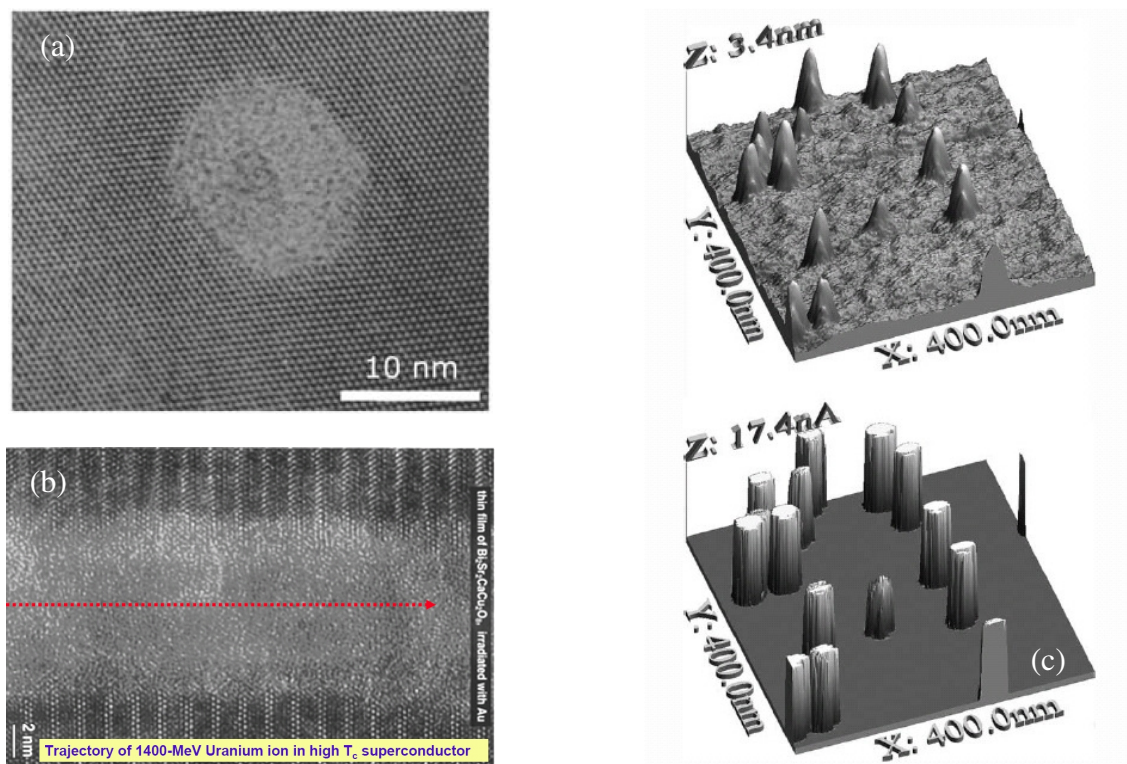 (a)
10 nm
(b)
thin film of Bi₂Sr₂CaCu₂O₈, irradiated with Au
2 nm
Trajectory of 1400-MeV Uranium ion in high Tc superconductor
Z: 3.4nm
Y: 400.0nm
X: 400.0nm
Z: 17.4nA
Y: 400.0nm
X: 400.0nm
(c)